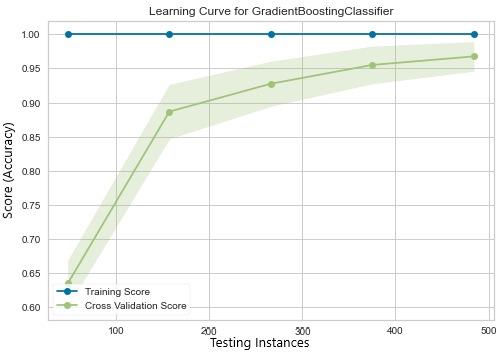 Learning Curve for GradientBoostingClassifier
1.00
0.95
0.90
0.85
0.80
0.75
0.70
0.65
0.60
Score (Accuracy)
Training Score
Cross Validation Score
100
200
300
400
500
Testing Instances